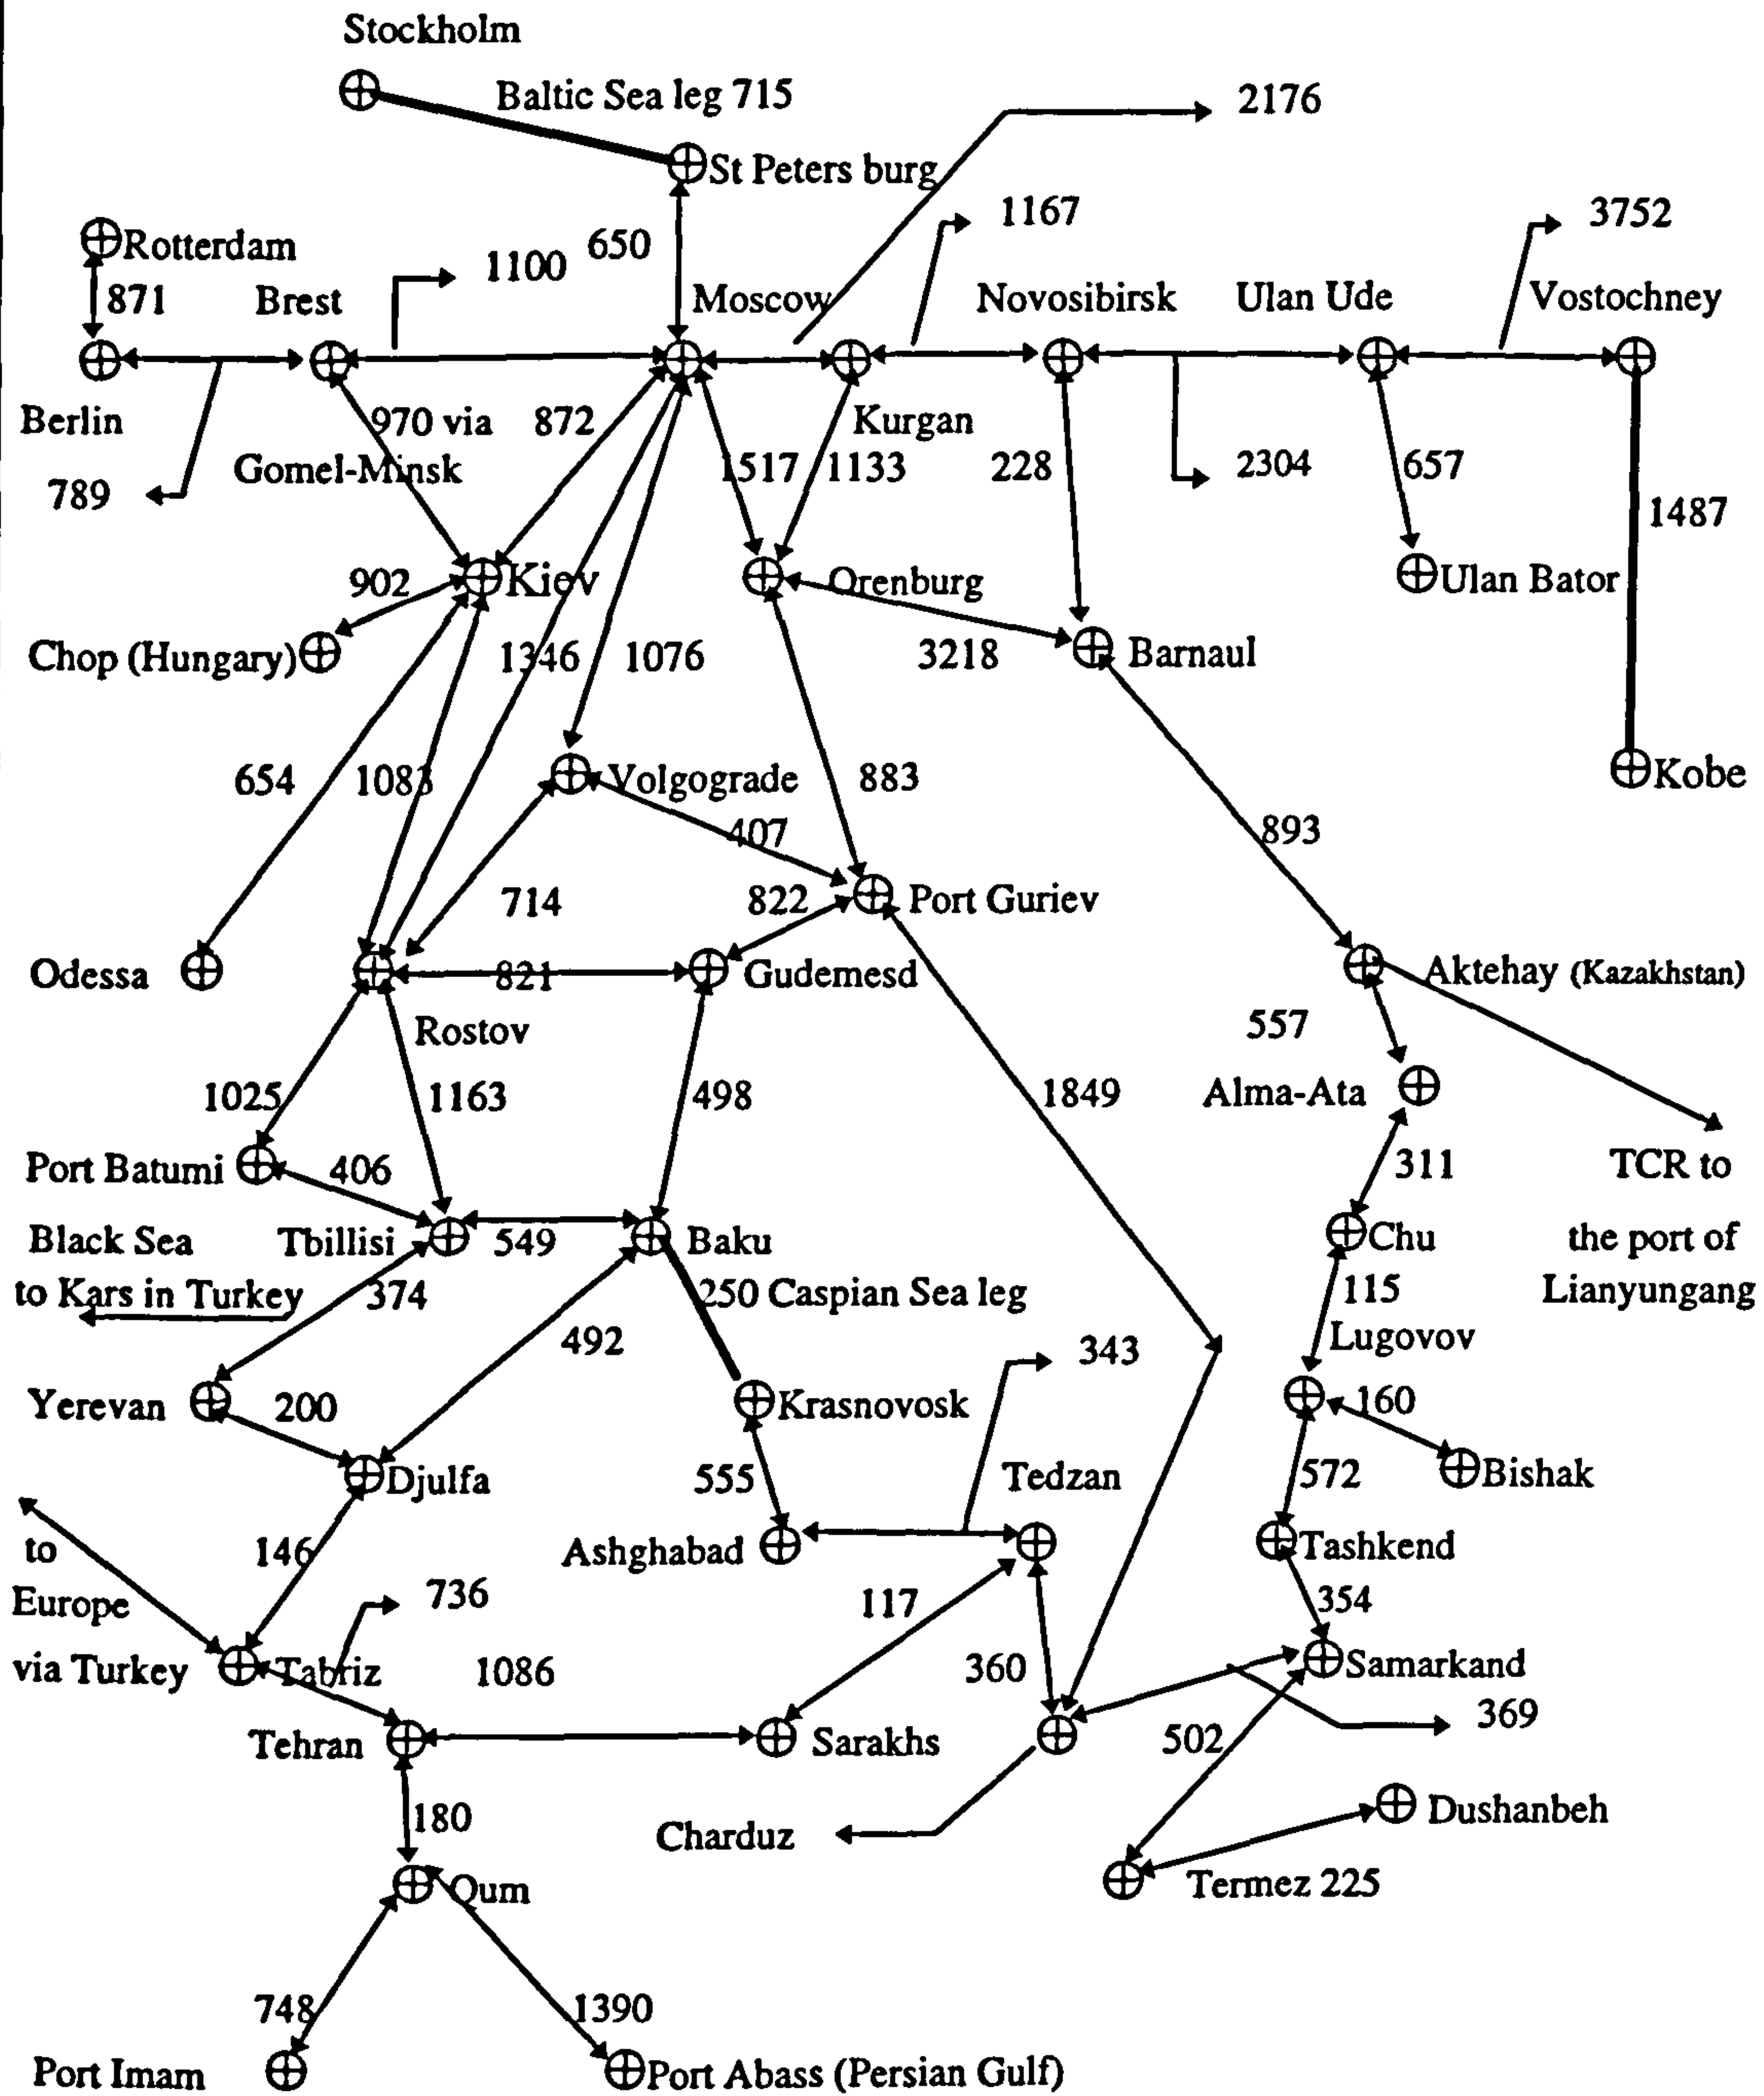 Stockholm
Baltic Sea leg 715
2176
St Peters burg
1167
3752
Rotterdam
650
1100
871
Brest
Moscow
Novosibirsk
Ulan Ude
Vostochney
Berlin
970 via
872
Kurgan
Gomel-Minsk
1517
1133
228
2304
657
789
1487
902
Kiev
Orenburg
Ulan Bator
Chop (Hungary)
1346
1076
3218
Barnaul
654
1083
Volgograde
883
Kobe
407
893
714
822
Port Guriev
Odessa
821
Gudemesd
Aktehay (Kazakhstan)
Rostov
557
1025
1163
498
1849
Alma-Ata
Port Batumi
406
311
TCR to
Black Sea
Tbillisi
549
Baku
Chu
the port of
to Kars in Turkey
374
250 Caspian Sea leg
115
Lianyungang
492
343
Lugovov
Yerevan
200
Krasnovosk
160
Djulfa
555
Tedzan
572
Bishak
to
146
Ashghabad
Tashkend
Europe
736
117
354
via Turkey
Tabriz
1086
360
Samarkand
369
Tehran
Sarakhs
502
180
Charduz
Dushanbeh
Qum
Termez 225
748
1390
Port Imam
Port Abass (Persian Gulf)